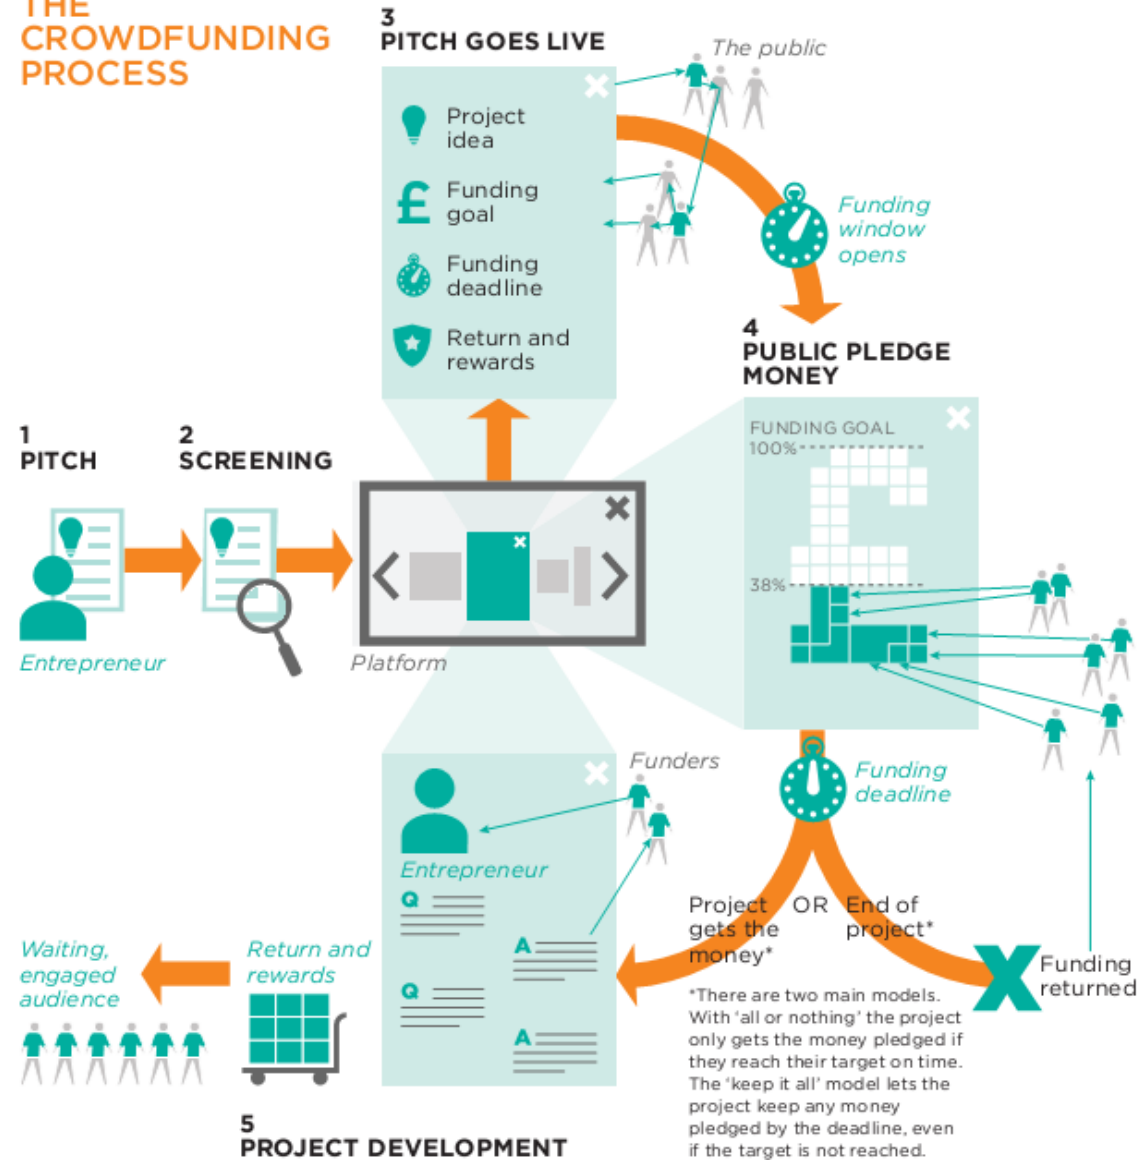 THE
CROWDFUNDING
PROCESS
1
PITCH
Entrepreneur
2
SCREENING
Platform
3
PITCH GOES LIVE
Project
idea
£
Funding
goal
Funding
deadline
Return and
rewards
The public
Funding
window
opens
4
PUBLIC PLEDGE
MONEY
FUNDING GOAL
100%
38%
Funding
deadline
Project
gets the
money*
OR
End of
project*
Funding
returned
*There are two main models.
With ‘all or nothing’ the project
only gets the money pledged if
they reach their target on time.
The ‘keep it all’ model lets the
project keep any money
pledged by the deadline, even
if the target is not reached.
Funders
Entrepreneur
Q
A
Q
A
Return and
rewards
Waiting,
engaged
audience
5
PROJECT DEVELOPMENT